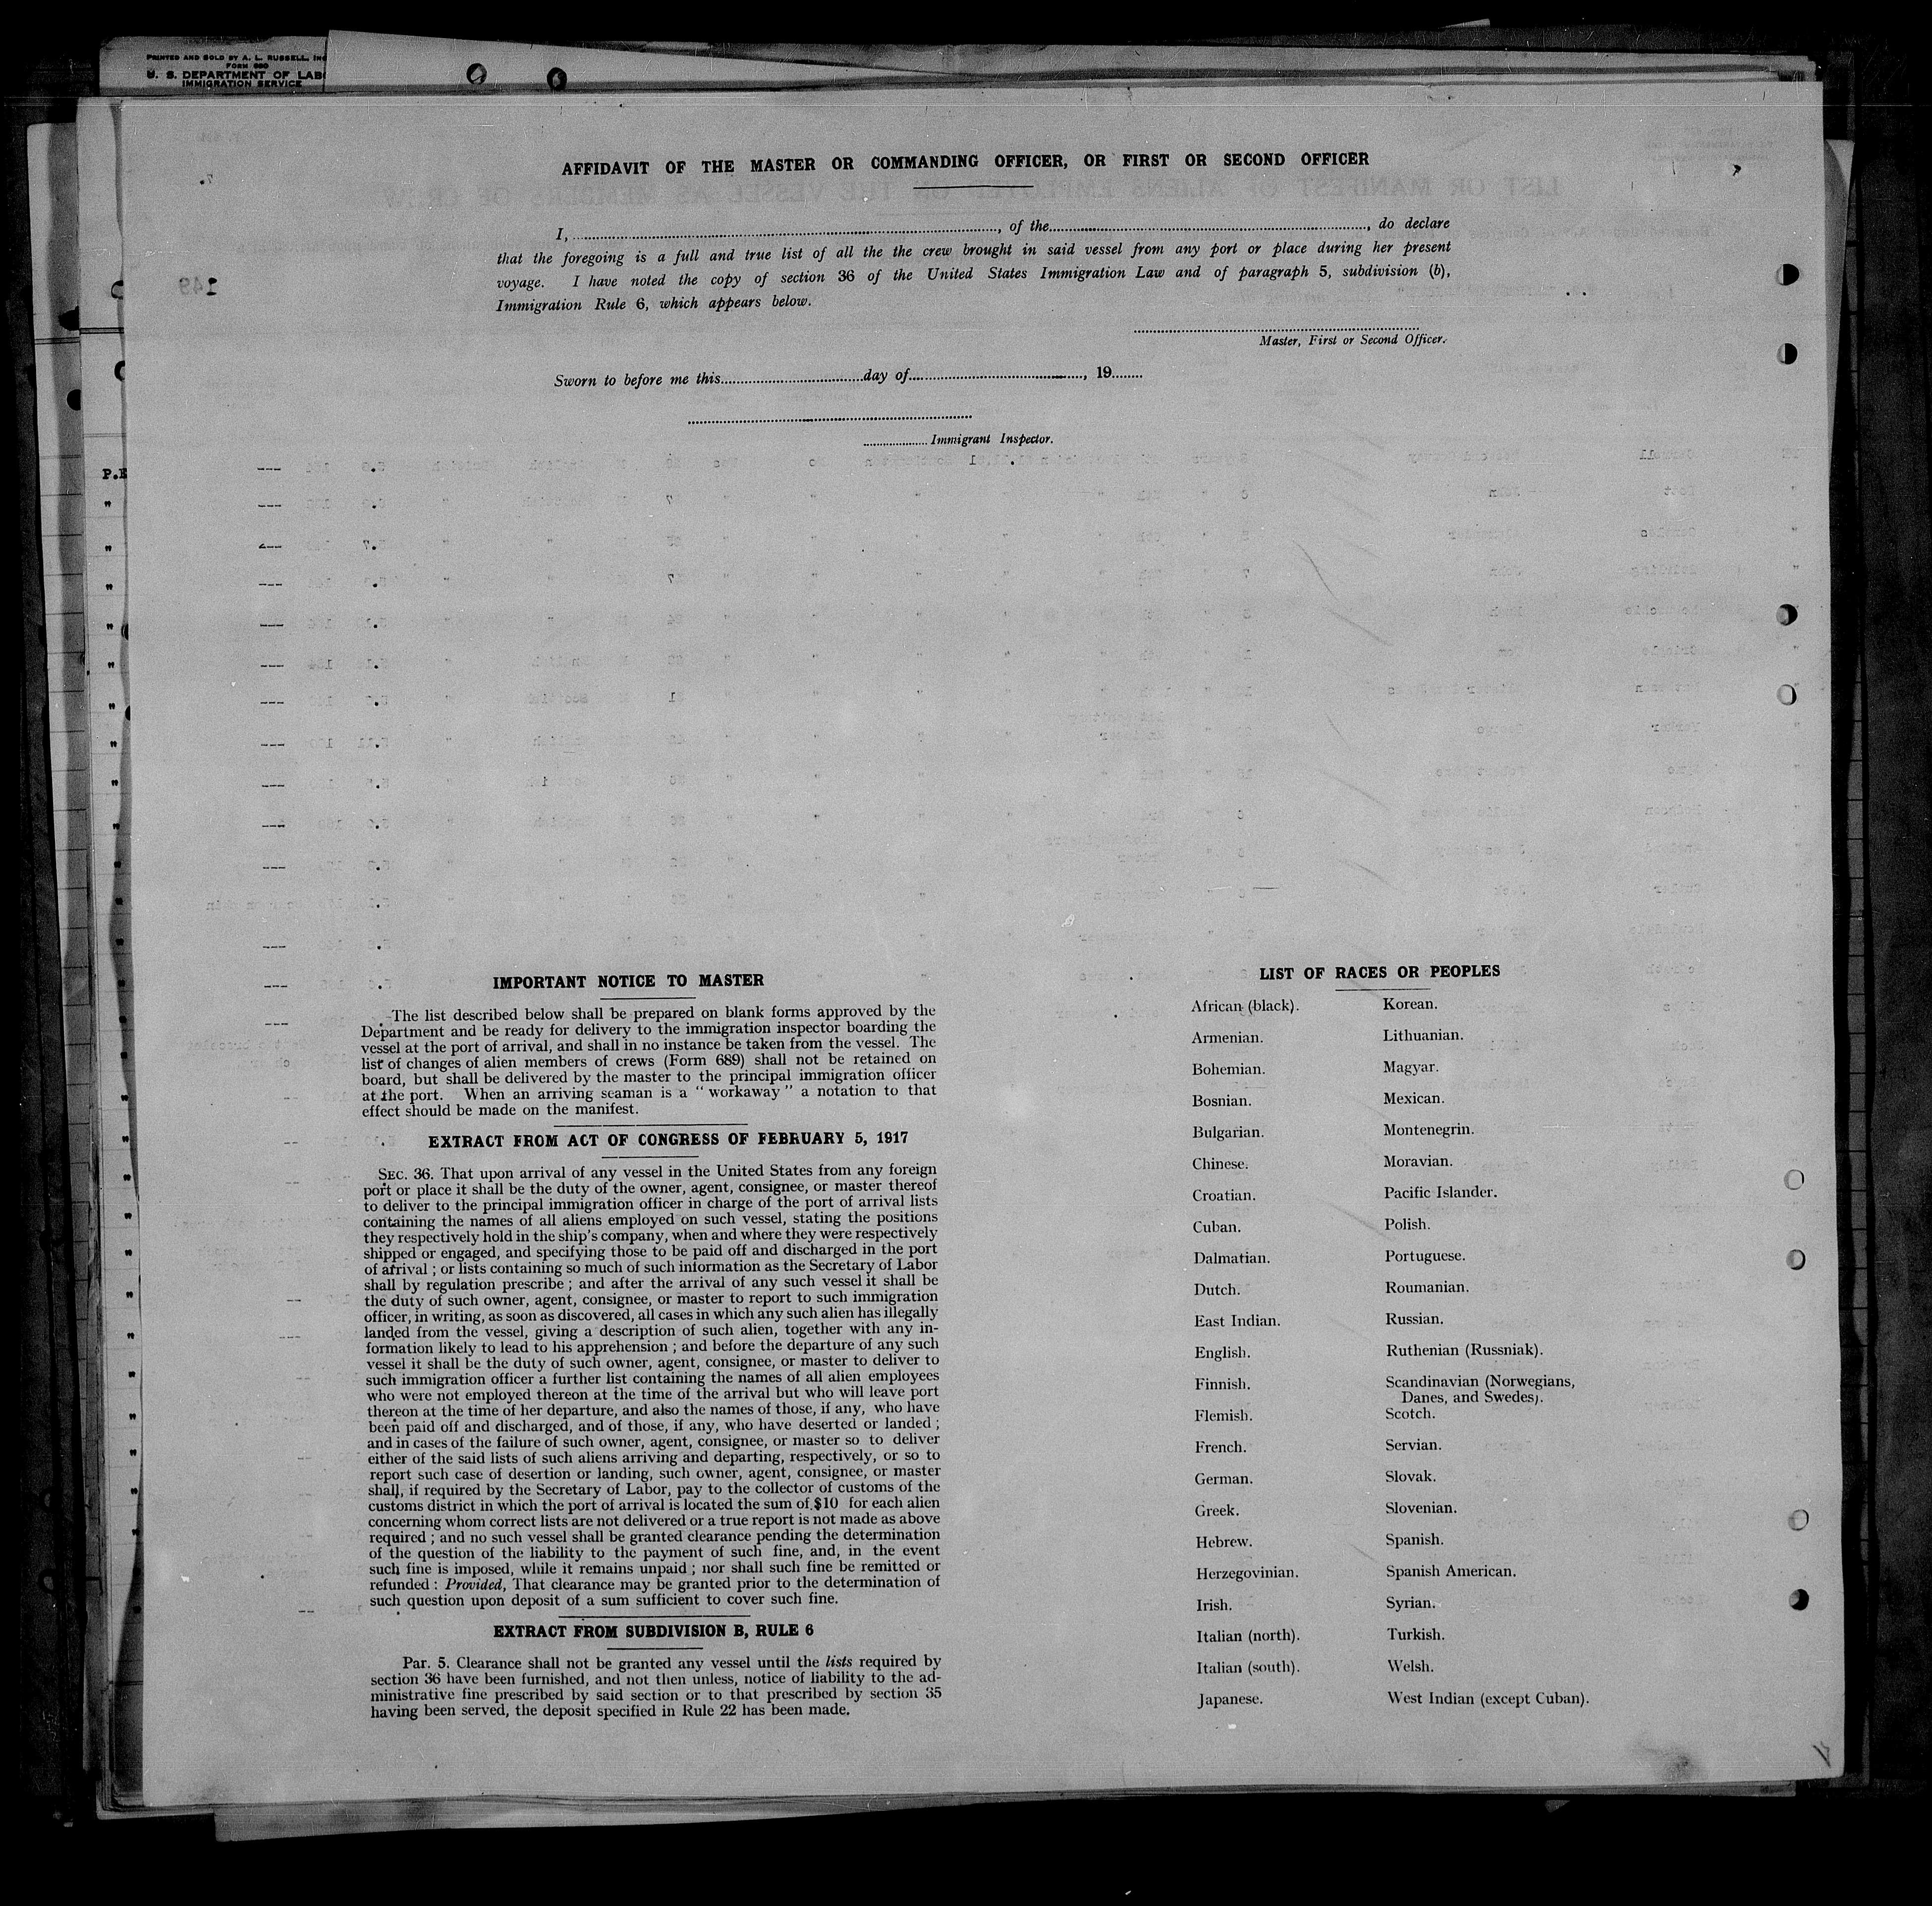 PRINTED AND SOLD BY A. L. RUSSELL, INC
FORM 680
U. S. DEPARTMENT OF LAB
IMMIGRATION SERVICE
AFFIDAVIT OF THE MASTER OR COMMANDING OFFICER, OR FIRST OR SECOND OFFICER
I, ..............................., of the..............................., do declare
that the foregoing is a full and true list of all the the crew brought in said vessel from any port or place during her present
voyage. I have noted the copy of section 36 of the United States Immigration Law and of paragraph 5, subdivision (b),
Immigration Rule 6, which appears below.
Master, First or Second Officer.
Sworn to before me this..............................day of..............................., 19.......
................... Immigrant Inspector.
P.E
IMPORTANT NOTICE TO MASTER
The list described below shall be prepared on blank forms approved by the
Department and be ready for delivery to the immigration inspector boarding the
vessel at the port of arrival, and shall in no instance be taken from the vessel. The
list of changes of alien members of crews (Form 689) shall not be retained on
board, but shall be delivered by the master to the principal immigration officer
at the port. When an arriving seaman is a " workaway " a notation to that
effect should be made on the manifest.
EXTRACT FROM ACT OF CONGRESS OF FEBRUARY 5, 1917
SEC. 36. That upon arrival of any vessel in the United States from any foreign
port or place it shall be the duty of the owner, agent, consignee, or master thereof
to deliver to the principal immigration officer in charge of the port of arrival lists
containing the names of all aliens employed on such vessel, stating the positions
they respectively hold in the ship's company, when and where they were respectively
shipped or engaged, and specifying those to be paid off and discharged in the port
of arrival ; or lists containing so much of such information as the Secretary of Labor
shall by regulation prescribe ; and after the arrival of any such vessel it shall be
the duty of such owner, agent, consignee, or master to report to such immigration
officer, in writing, as soon as discovered, all cases in which any such alien has illegally
landed from the vessel, giving a description of such alien, together with any in-
formation likely to lead to his apprehension ; and before the departure of any such
vessel it shall be the duty of such owner, agent, consignee, or master to deliver to
such immigration officer a further list containing the names of all alien employees
who were not employed thereon at the time of the arrival but who will leave port
thereon at the time of her departure, and also the names of those, if any, who have
been paid off and discharged, and of those, if any, who have deserted or landed ;
and in cases of the failure of such owner, agent, consignee, or master so to deliver
either of the said lists of such aliens arriving and departing, respectively, or so to
report such case of desertion or landing, such owner, agent, consignee, or master
shall, if required by the Secretary of Labor, pay to the collector of customs of the
customs district in which the port of arrival is located the sum of $10 for each alien
concerning whom correct lists are not delivered or a true report is not made as above
required ; and no such vessel shall be granted clearance pending the determination
of the question of the liability to the payment of such fine, and, in the event
such fine is imposed, while it remains unpaid ; nor shall such fine be remitted or
refunded : Provided, That clearance may be granted prior to the determination of
such question upon deposit of a sum sufficient to cover such fine.
EXTRACT FROM SUBDIVISION B, RULE 6
Par. 5. Clearance shall not be granted any vessel until the lists required by
section 36 have been furnished, and not then unless, notice of liability to the ad-
ministrative fine prescribed by said section or to that prescribed by section 35
having been served, the deposit specified in Rule 22 has been made.
LIST OF RACES OR PEOPLES
African (black).
Armenian.
Bohemian.
Bosnian.
Bulgarian.
Chinese.
Croatian.
Cuban.
Dalmatian.
Dutch.
East Indian.
English.
Finnish.
Flemish.
French.
German.
Greek.
Hebrew.
Herzegovinian.
Irish.
Italian (north).
Italian (south).
Japanese.
Korean.
Lithuanian.
Magyar.
Mexican.
Montenegrin.
Moravian.
Pacific Islander.
Polish.
Portuguese.
Roumanian.
Russian.
Ruthenian (Russniak).
Scandinavian (Norwegians,
Danes, and Swedes).
Scotch.
Servian.
Slovak.
Slovenian.
Spanish.
Spanish American.
Syrian.
Turkish.
Welsh.
West Indian (except Cuban).